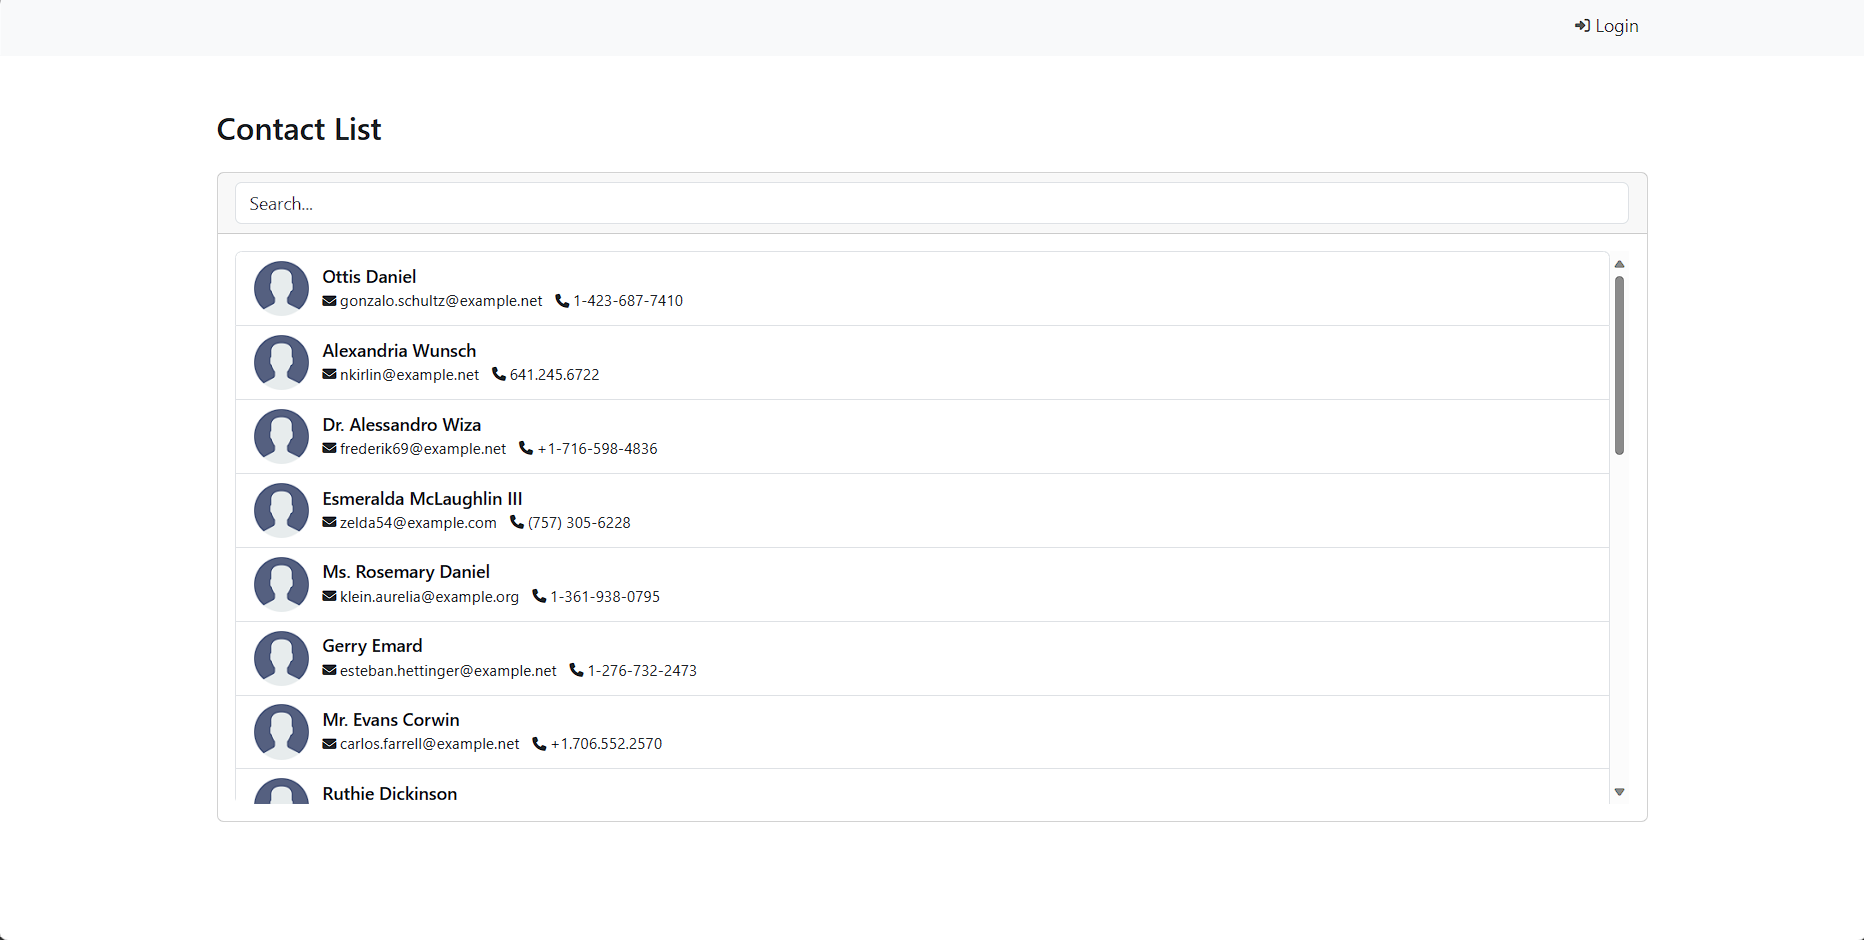 Login
Contact List
Search...
Ottis Daniel
gonzalo.schultz@example.net 1-423-687-7410
Alexandria Wunsch
nkirlin@example.net 641.245.6722
Dr. Alessandro Wiza
frederik69@example.net +1-716-598-4836
Esmeralda McLaughlin III
zelda54@example.com (757) 305-6228
Ms. Rosemary Daniel
klein.aurelia@example.org 1-361-938-0795
Gerry Emard
esteban.hettinger@example.net 1-276-732-2473
Mr. Evans Corwin
carlos.farrell@example.net +1.706.552.2570
Ruthie Dickinson